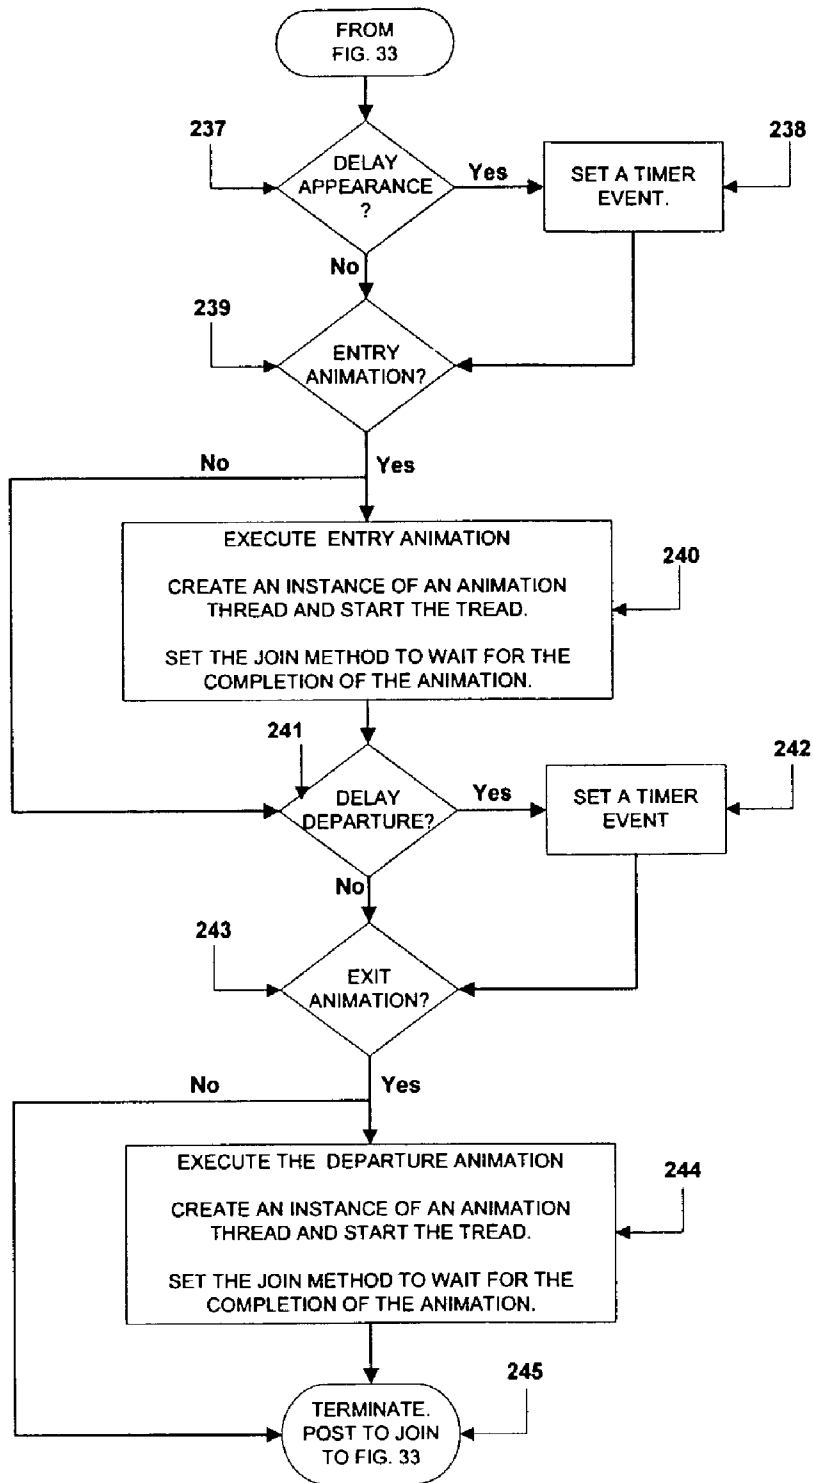 FROM
FIG. 33
237
238
DELAY
APPEARANCE
?
Yes
SET A TIMER
EVENT.
No
239
ENTRY
ANIMATION?
No
Yes
EXECUTE ENTRY ANIMATION
CREATE AN INSTANCE OF AN ANIMATION
THREAD AND START THE TREAD.
SET THE JOIN METHOD TO WAIT FOR THE
COMPLETION OF THE ANIMATION.
240
241
242
DELAY
DEPARTURE?
Yes
SET A TIMER
EVENT
No
243
EXIT
ANIMATION?
No
Yes
EXECUTE THE DEPARTURE ANIMATION
CREATE AN INSTANCE OF AN ANIMATION
THREAD AND START THE TREAD.
SET THE JOIN METHOD TO WAIT FOR THE
COMPLETION OF THE ANIMATION.
244
245
TERMINATE.
POST TO JOIN
TO FIG. 33